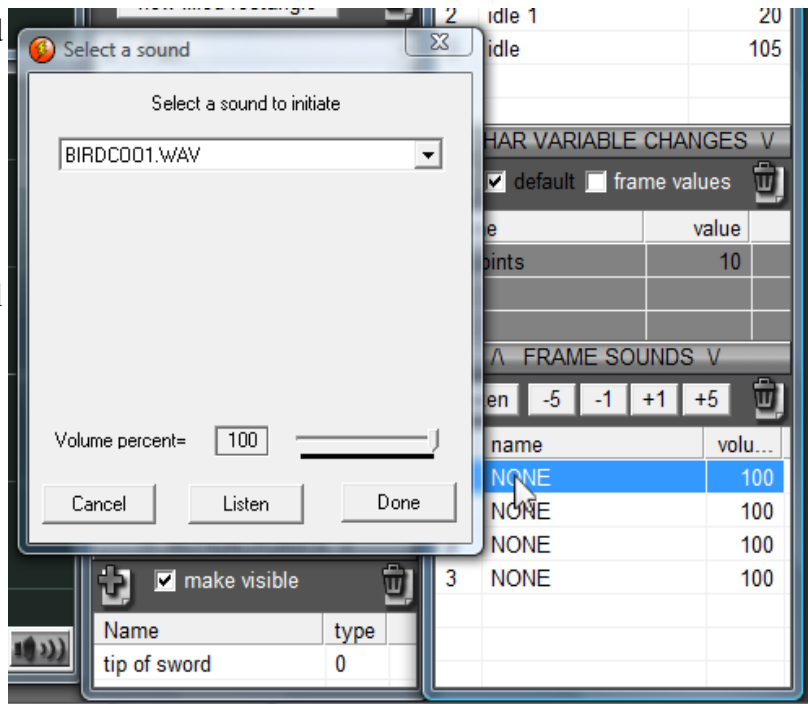 2 idle 1 20
Select a sound
idle 105
Select a sound to initiate
BIRDC001.WAV
CHANGES V
VARIABLE
default frame values
value
10
FRAME SOUNDS V
-5 -1 +1 +5
Volume percent= 100
name volu...
NONE 100
Cancel Listen Done
NONE 100
NONE 100
make visible
3 NONE 100
Name type
tip of sword 0